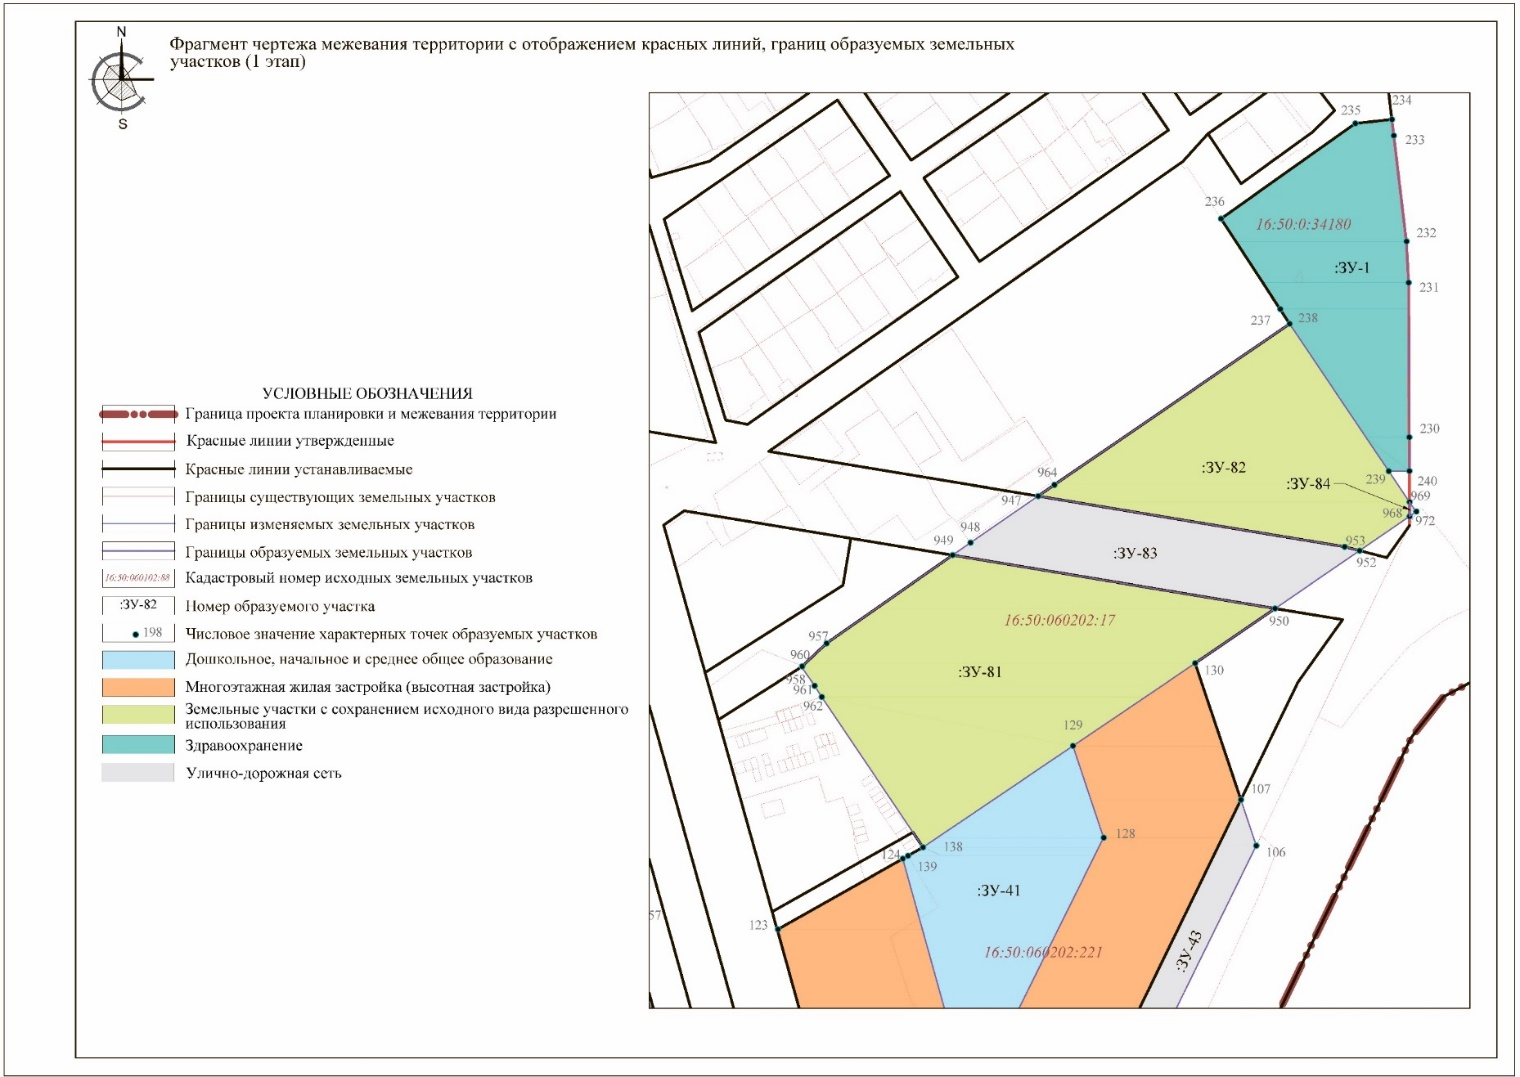 N
S
Фрагмент чертежа межевания территории с отображением красных линий, границ образуемых земельных
участков (1 этап)
УСЛОВНЫЕ ОБОЗНАЧЕНИЯ
Граница проекта планировки и межевания территории
Красные линии утвержденные
Красные линии устанавливаемые
Границы существующих земельных участков
Границы изменяемых земельных участков
Границы образуемых земельных участков
16:50:060102:88 Кадастровый номер исходных земельных участков
:ЗУ-82 Номер образуемого участка
198 Числовое значение характерных точек образуемых участков
Дошкольное, начальное и среднее общее образование
Многоэтажная жилая застройка (высотная застройка)
Земельные участки с сохранением исходного вида разрешенного
использования
Здравоохранение
Улично-дорожная сеть
234
235
233
236
16:50:0:34180
232
:ЗУ-1
231
237
238
230
:ЗУ-82
964
239
240
:ЗУ-84
969
947
968
972
948
949
953
:ЗУ-83
952
16:50:060202:17
950
957
960
:ЗУ-81
130
958
961
962
129
107
128
138
106
124
139
:ЗУ-41
57
123
:ЗУ-43
16:50:060202:221